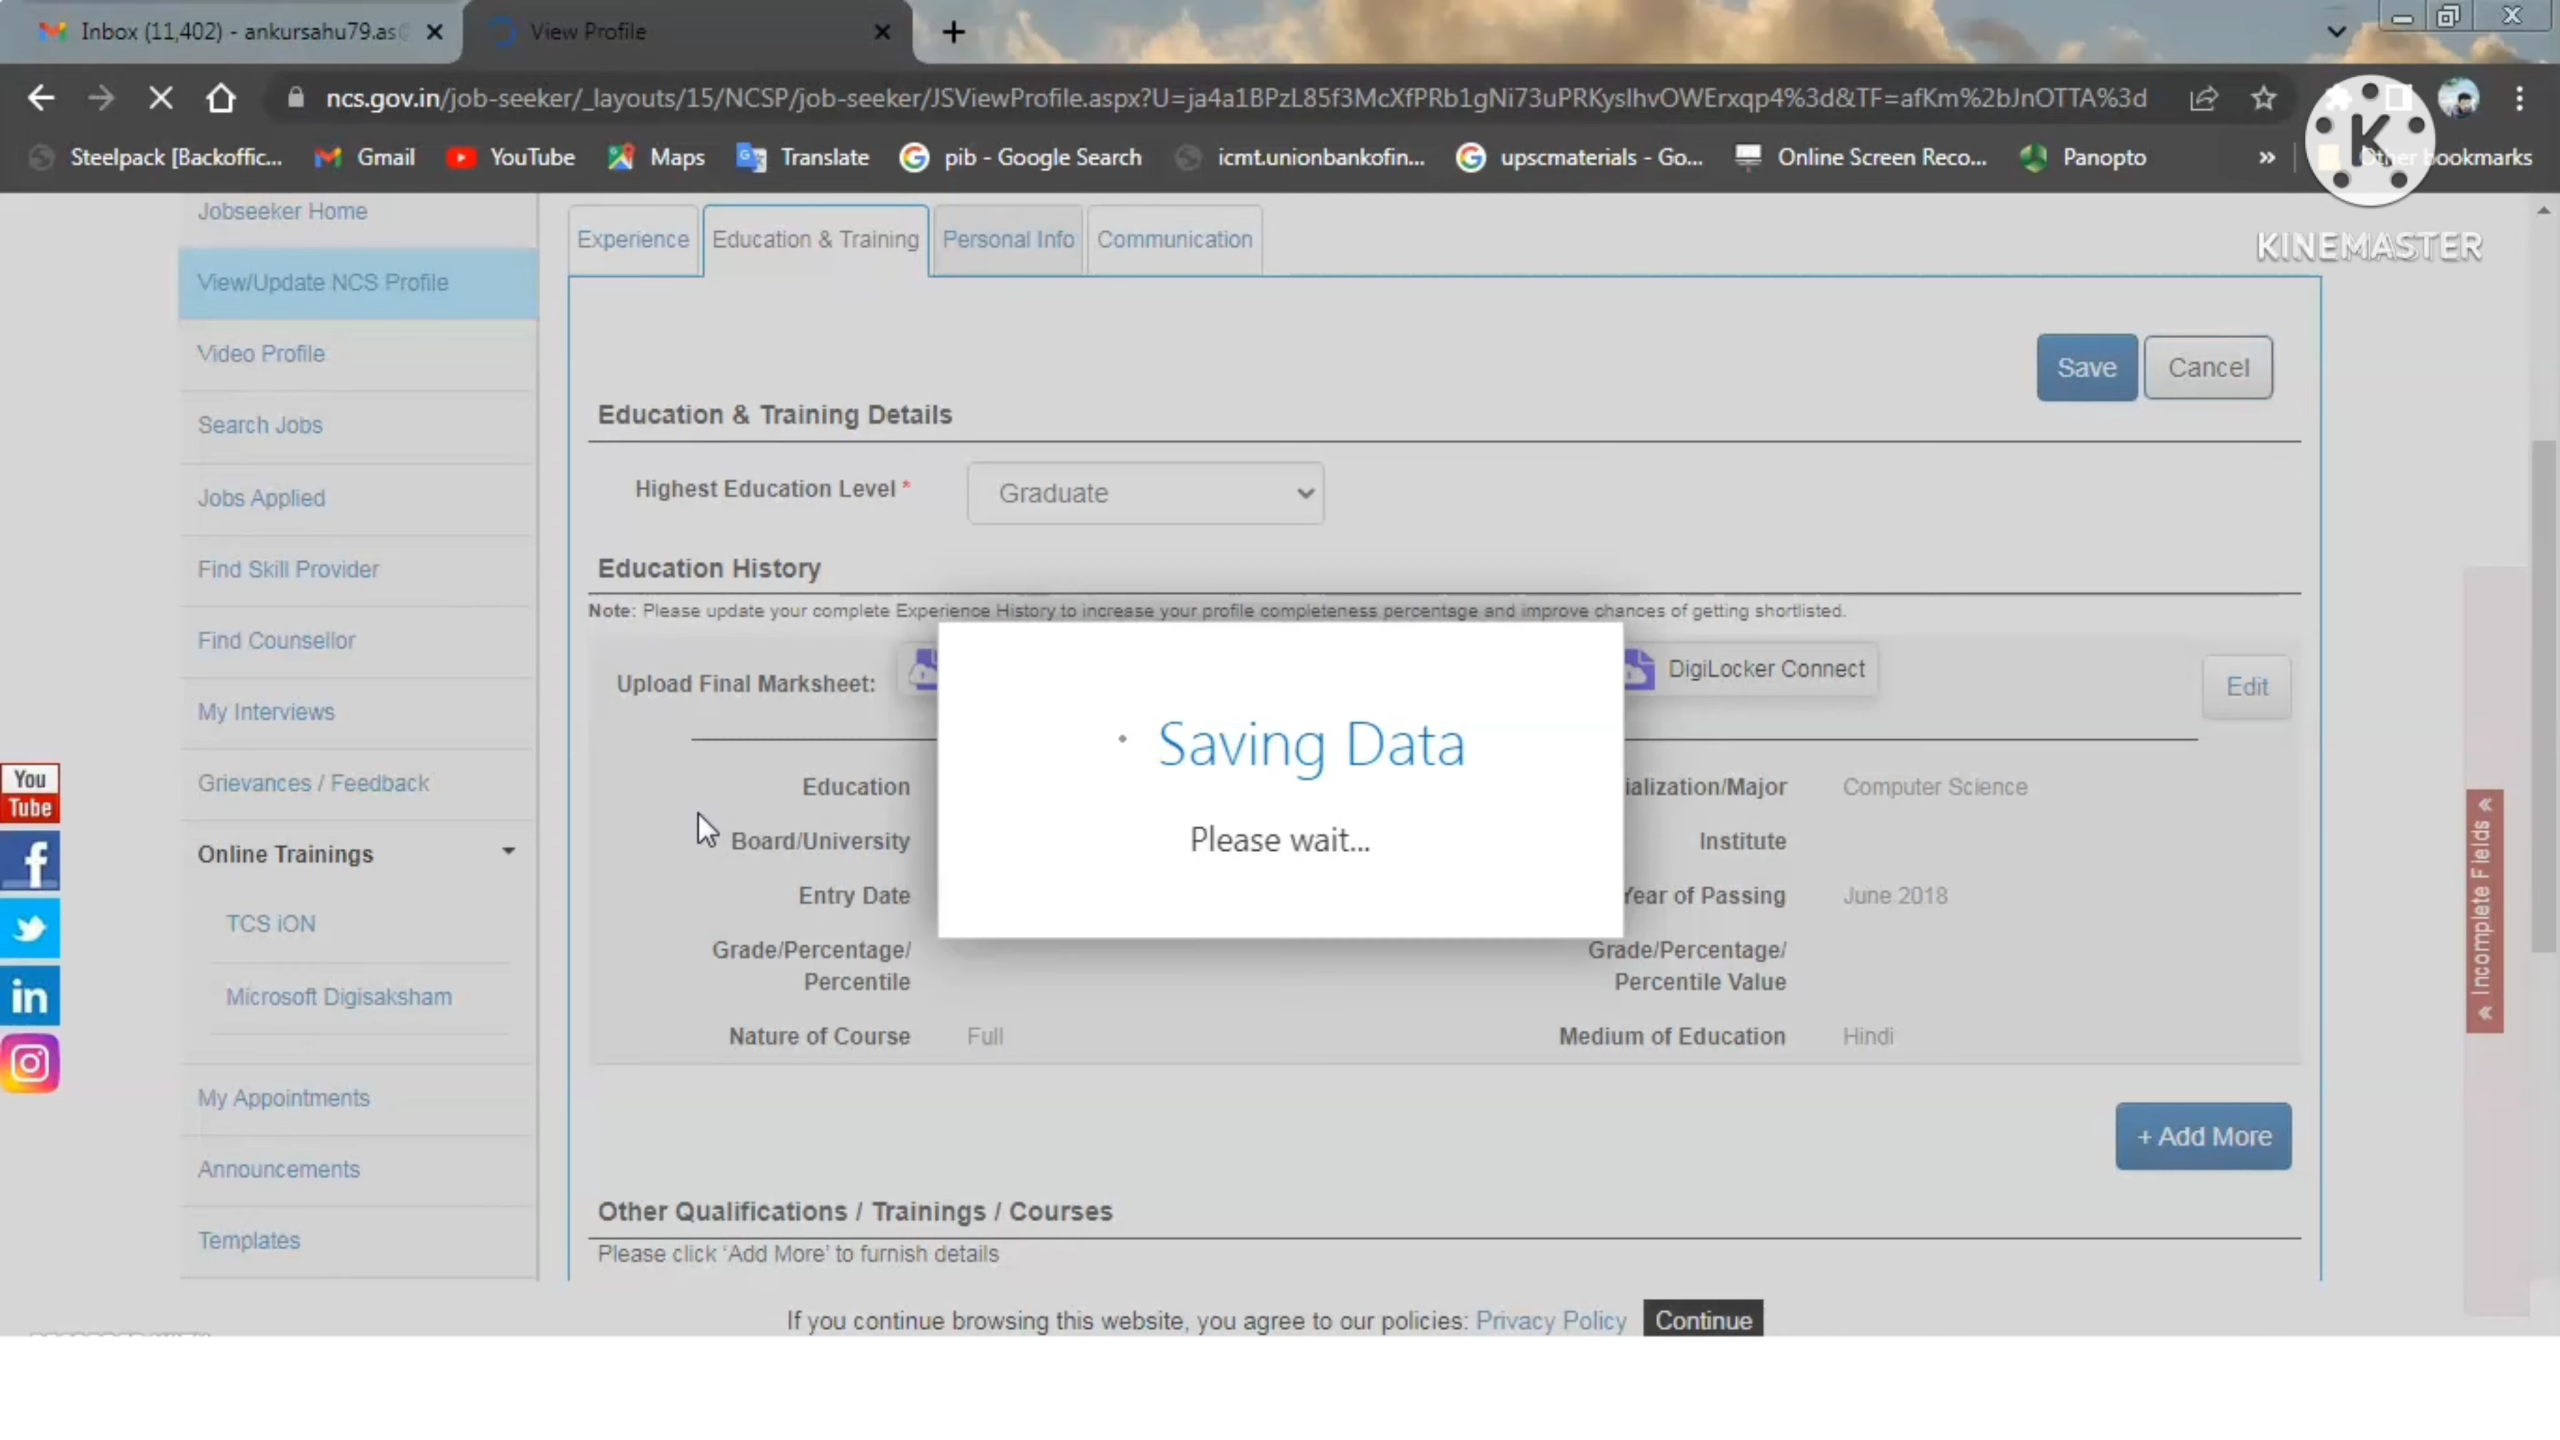 Inbox (11,402) - ankursahu79.as@
View Profile
ncs.gov.in/job-seeker/_layouts/15/NCSP/job-seeker/JSViewProfile.aspx?U=ja4a1BPzL85f3McXfPRb1gNi73uPRKyslhvOWErxqp4%3d&TF=afKm%2bJnOTTA%3d
Steelpack [Backoffic... Gmail YouTube Maps Translate pib - Google Search icmt.unionbankofin... upscmaterials - Go... Online Screen Reco... Panopto » Other bookmarks
K
KINEMASTER
Jobseeker Home
View/Update NCS Profile
Video Profile
Search Jobs
Jobs Applied
Find Skill Provider
Find Counsellor
My Interviews
Grievances / Feedback
Online Trainings
TCS iON
Microsoft Digisaksham
My Appointments
Announcements
Templates
You
Tube
f
in
Experience Education & Training Personal Info Communication
Save Cancel
Education & Training Details
Highest Education Level * Graduate
Education History
Note: Please update your complete Experience History to increase your profile completeness percentage and improve chances of getting shortlisted.
Upload Final Marksheet: DigiLocker Connect Edit
Saving Data
Please wait...
Education ialization/Major Computer Science
Board/University Institute
Entry Date Year of Passing June 2018
Grade/Percentage/ Grade/Percentage/
Percentile Percentile Value
Nature of Course Full Medium of Education Hindi
+ Add More
Other Qualifications / Trainings / Courses
Please click ‘Add More’ to furnish details
« Incomplete Fields «
If you continue browsing this website, you agree to our policies: Privacy Policy Continue